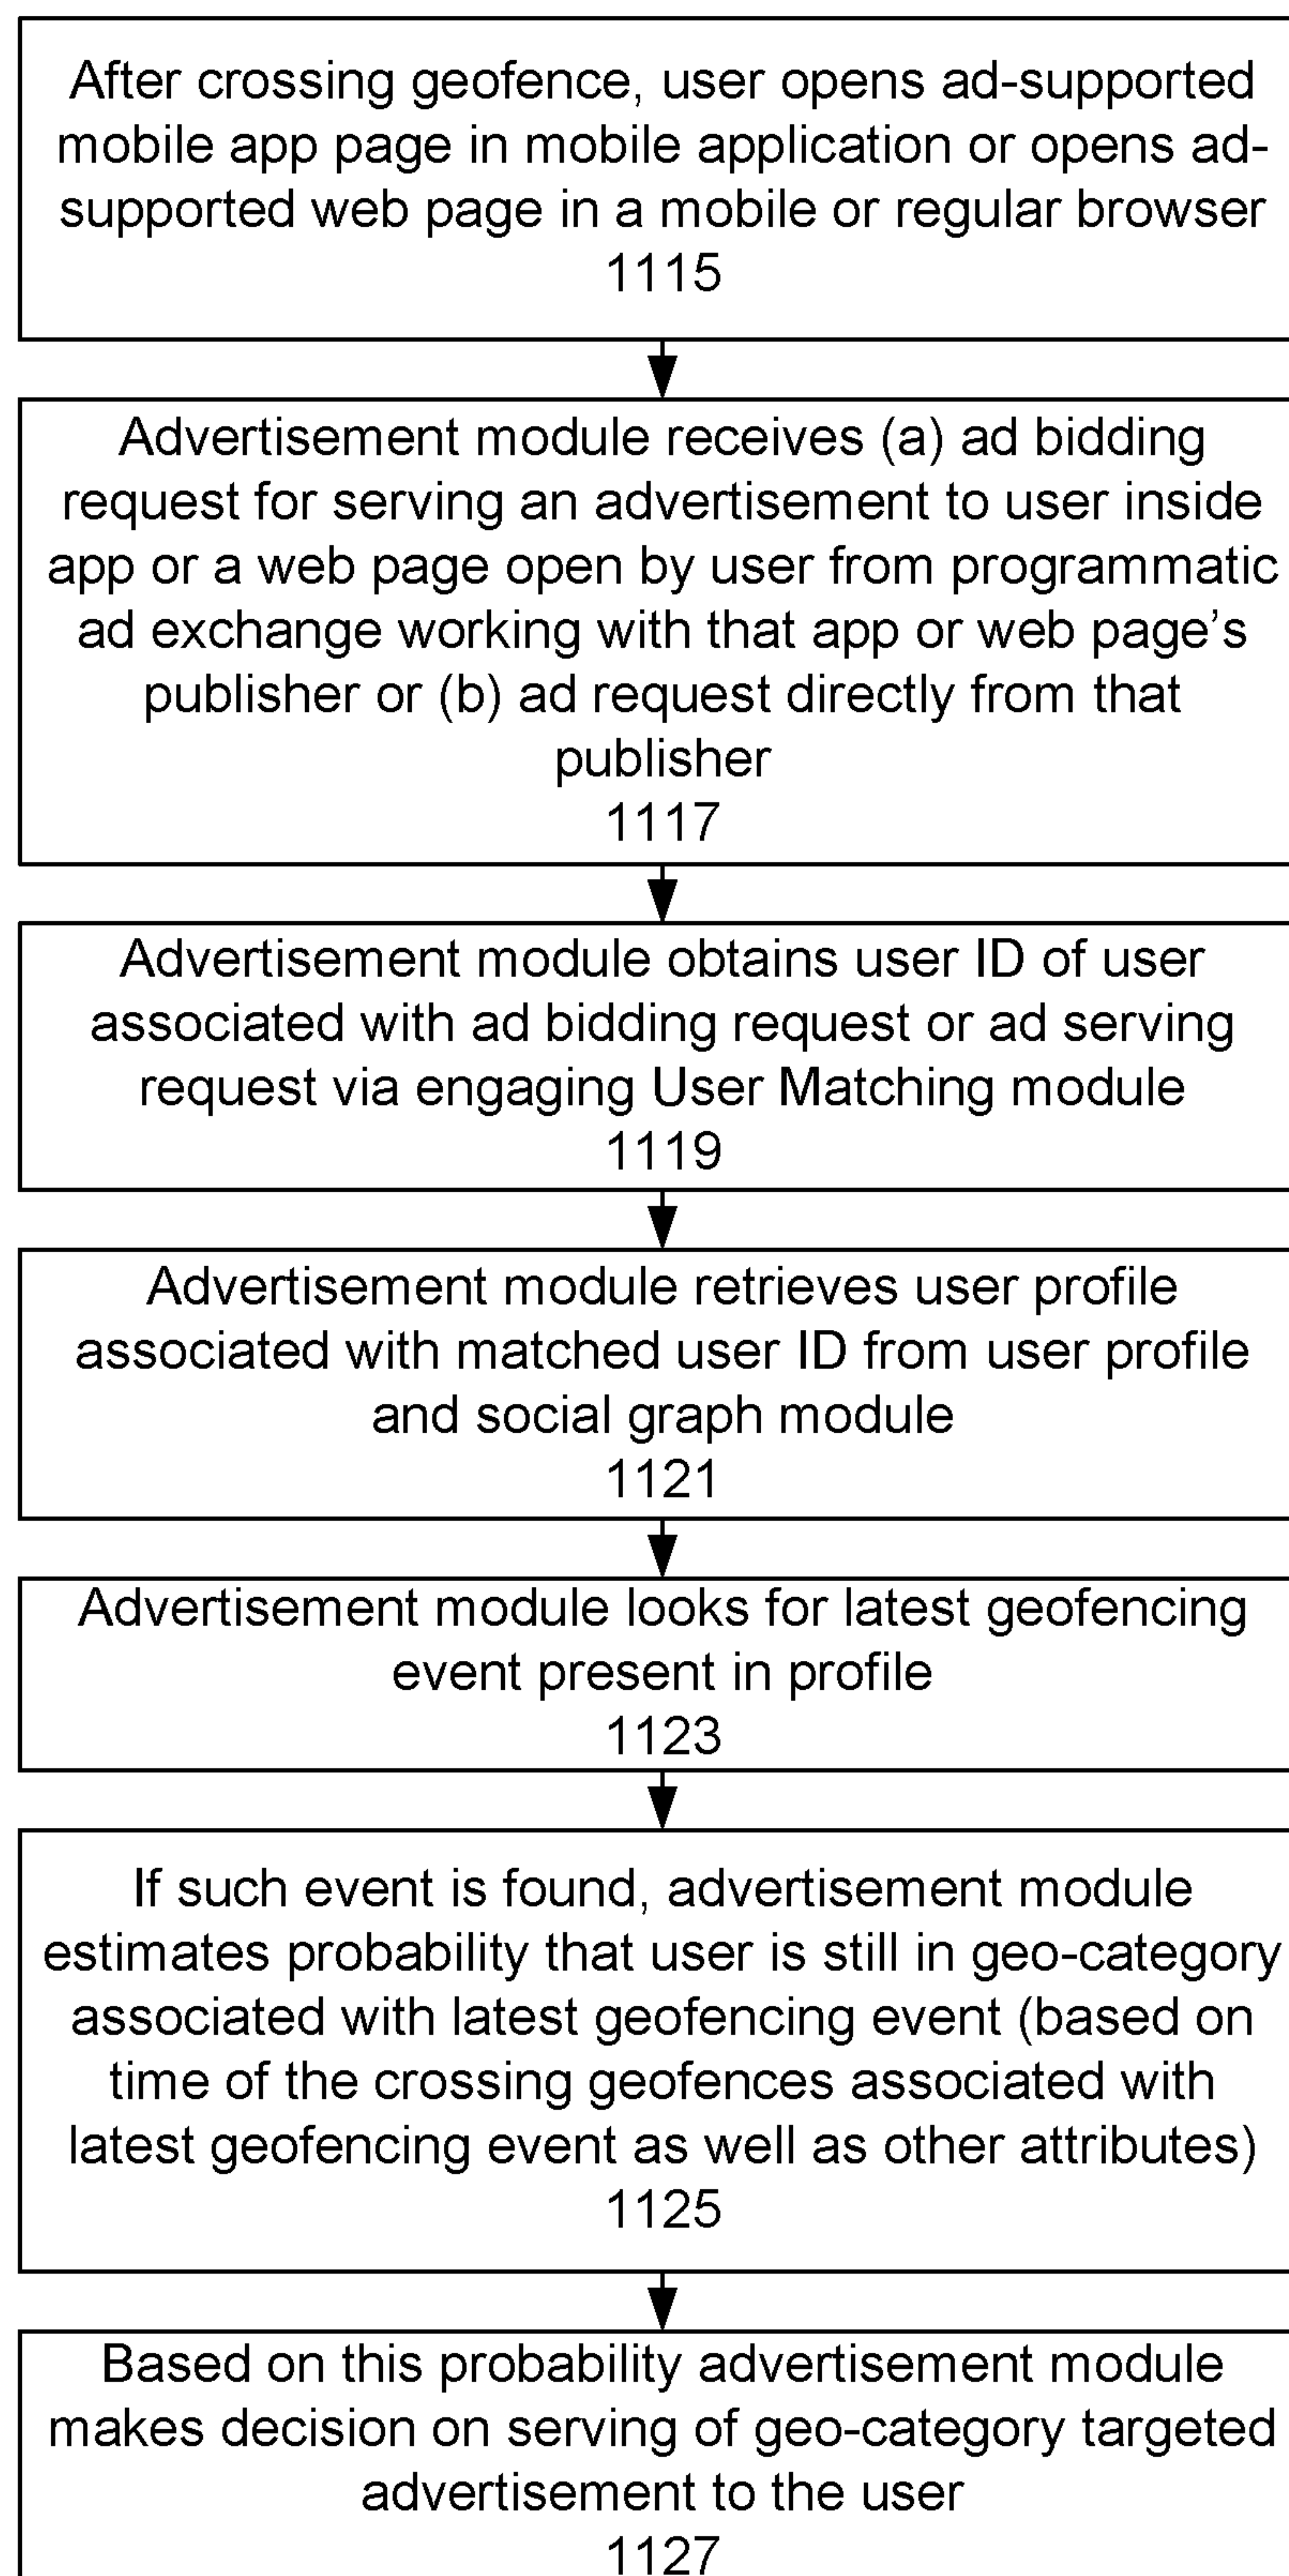 After crossing geofence, user opens ad-supported
mobile app page in mobile application or opens ad-
supported web page in a mobile or regular browser
1115
Advertisement module receives (a) ad bidding
request for serving an advertisement to user inside
app or a web page open by user from programmatic
ad exchange working with that app or web page’s
publisher or (b) ad request directly from that
publisher
1117
Advertisement module obtains user ID of user
associated with ad bidding request or ad serving
request via engaging User Matching module
1119
Advertisement module retrieves user profile
associated with matched user ID from user profile
and social graph module
1121
Advertisement module looks for latest geofencing
event present in profile
1123
If such event is found, advertisement module
estimates probability that user is still in geo-category
associated with latest geofencing event (based on
time of the crossing geofences associated with
latest geofencing event as well as other attributes)
1125
Based on this probability advertisement module
makes decision on serving of geo-category targeted
advertisement to the user
1127